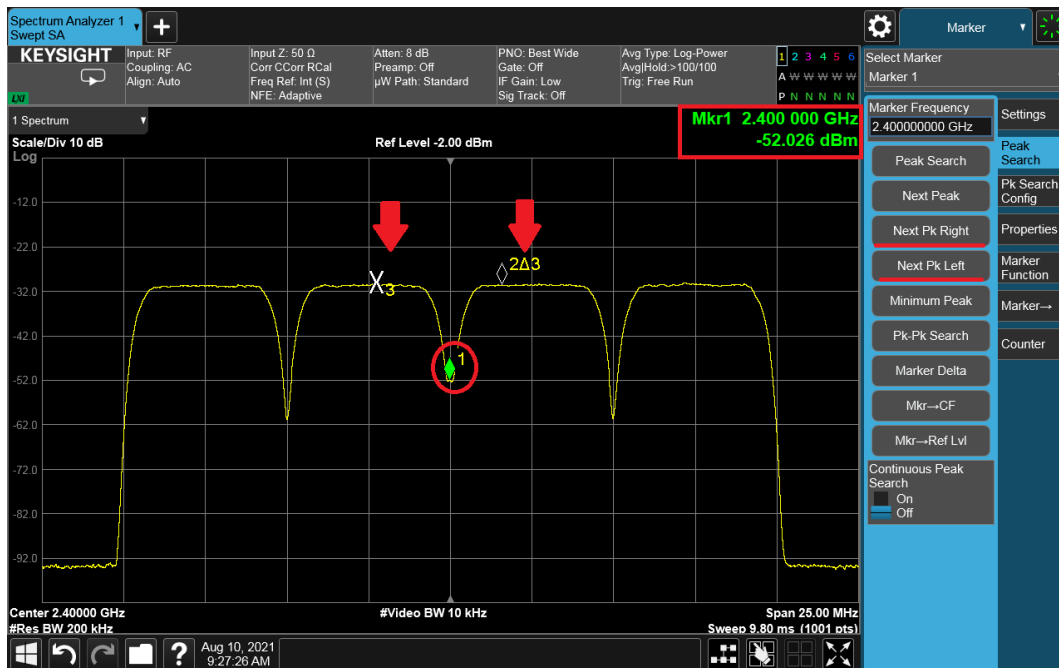 Spectrum Analyzer 1
Swept SA
Marker
KEYSIGHT
LXI
Input: RF
Coupling: AC
Align: Auto
Input Z: 50 Ω
Corr CCorr RCal
Freq Ref: Int (S)
NFE: Adaptive
Atten: 8 dB
Preamp: Off
µW Path: Standard
PNO: Best Wide
Gate: Off
IF Gain: Low
Sig Track: Off
Avg Type: Log-Power
Avg|Hold:>100/100
Trig: Free Run
1 2 3 4 5 6
A W W W W W
P N N N N N
Select Marker
Marker 1
1 Spectrum
Mkr1 2.400 000 GHz
-52.026 dBm
Scale/Div 10 dB
Ref Level -2.00 dBm
Log
-12.0
-22.0
-32.0
-42.0
-52.0
-62.0
-72.0
-82.0
-92.0
X3
2Δ3
1
Center 2.40000 GHz
#Video BW 10 kHz
Span 25.00 MHz
#Res BW 200 kHz
Sweep 9.80 ms (1001 pts)
Marker Frequency
2.400000000 GHz
Peak Search
Next Peak
Next Pk Right
Next Pk Left
Minimum Peak
Pk-Pk Search
Marker Delta
Mkr→CF
Mkr→Ref Lvl
Continuous Peak
Search
On
Off
Settings
Peak
Search
Pk Search
Config
Properties
Marker
Function
Marker→
Counter
?
Aug 10, 2021
9:27:26 AM